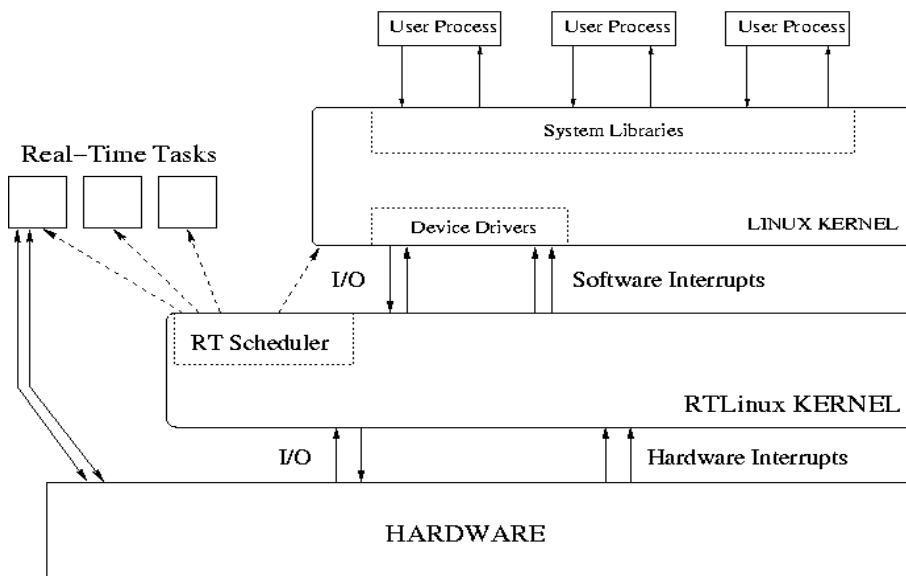 User Process
User Process
User Process
System Libraries
Real-Time Tasks
Device Drivers
LINUX KERNEL
I/O
Software Interrupts
RT Scheduler
RTLinux KERNEL
I/O
Hardware Interrupts
HARDWARE